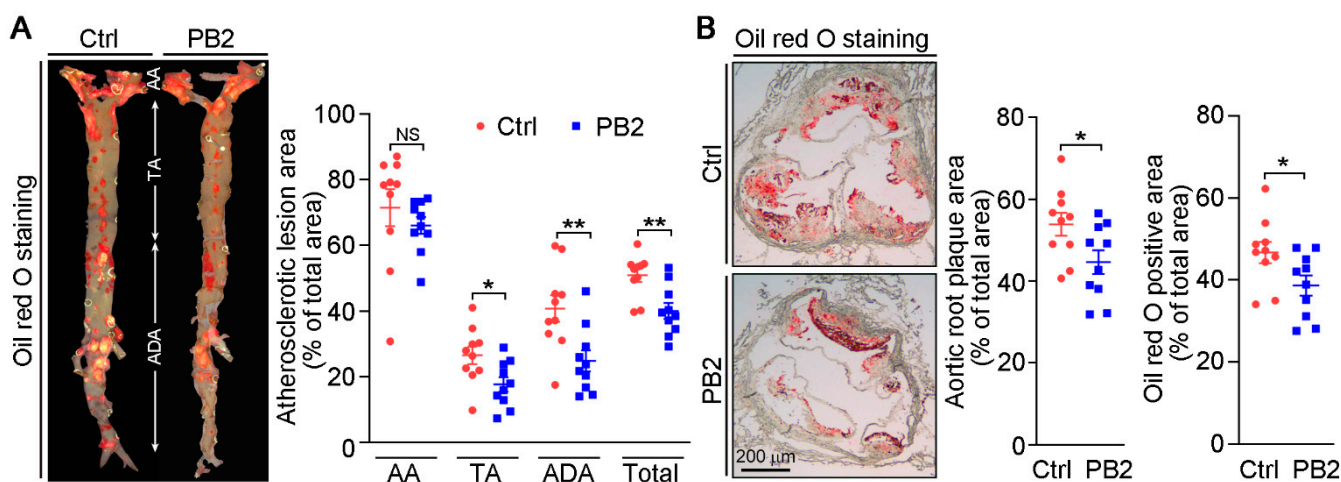 A
Ctrl
PB2
Oil red O staining
AA
TA
ADA
Atherosclerotic lesion area
(% of total area)
100
80
60
40
20
0
Ctrl
PB2
NS
*
**
**
AA
TA
ADA
Total
B
Oil red O staining
Ctrl
PB2
200 μm
Aortic root plaque area
(% of total area)
80
60
40
20
0
*
Ctrl
PB2
Oil red O positive area
(% of total area)
80
60
40
20
0
*
Ctrl
PB2